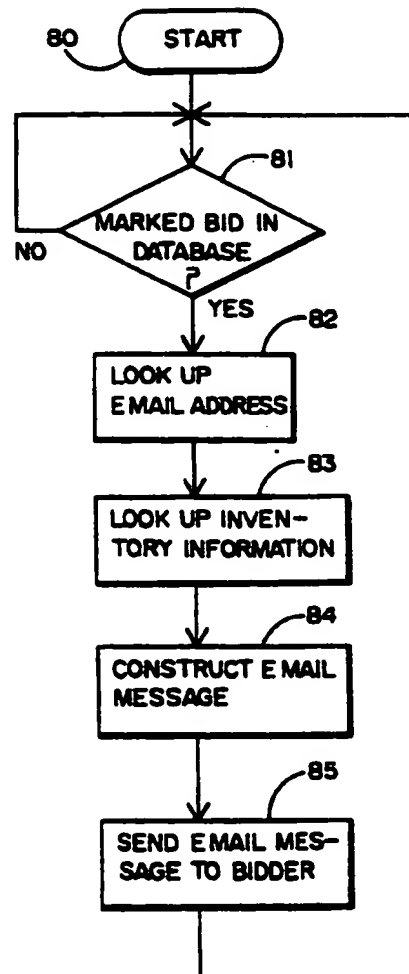 80
START
81
MARKED BID IN
DATABASE
?
NO
YES
82
LOOK UP
EMAIL ADDRESS
83
LOOK UP INVEN-
TORY INFORMATION
84
CONSTRUCT EMAIL
MESSAGE
85
SEND EMAIL MES-
SAGE TO BIDDER